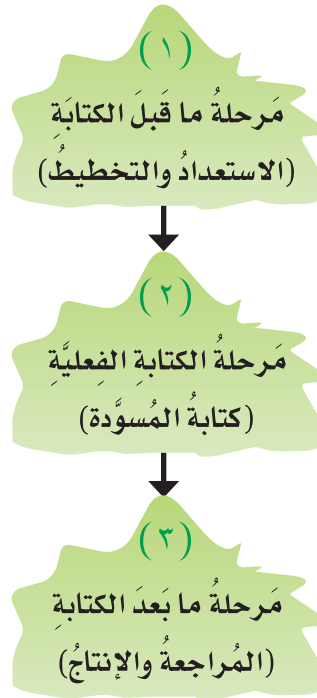 (١)
مَرحلةُ ما قَبلَ الكتابَةِ
(الاستعدادُ والتخطيطُ)
(٢)
مَرحلةُ الكتابةِ الفِعليَّةِ
(كتابةُ المُسوَّدة)
(٣)
مَرحلةُ ما بَعدَ الكتابةِ
(المُراجعةُ والإنتاجُ)